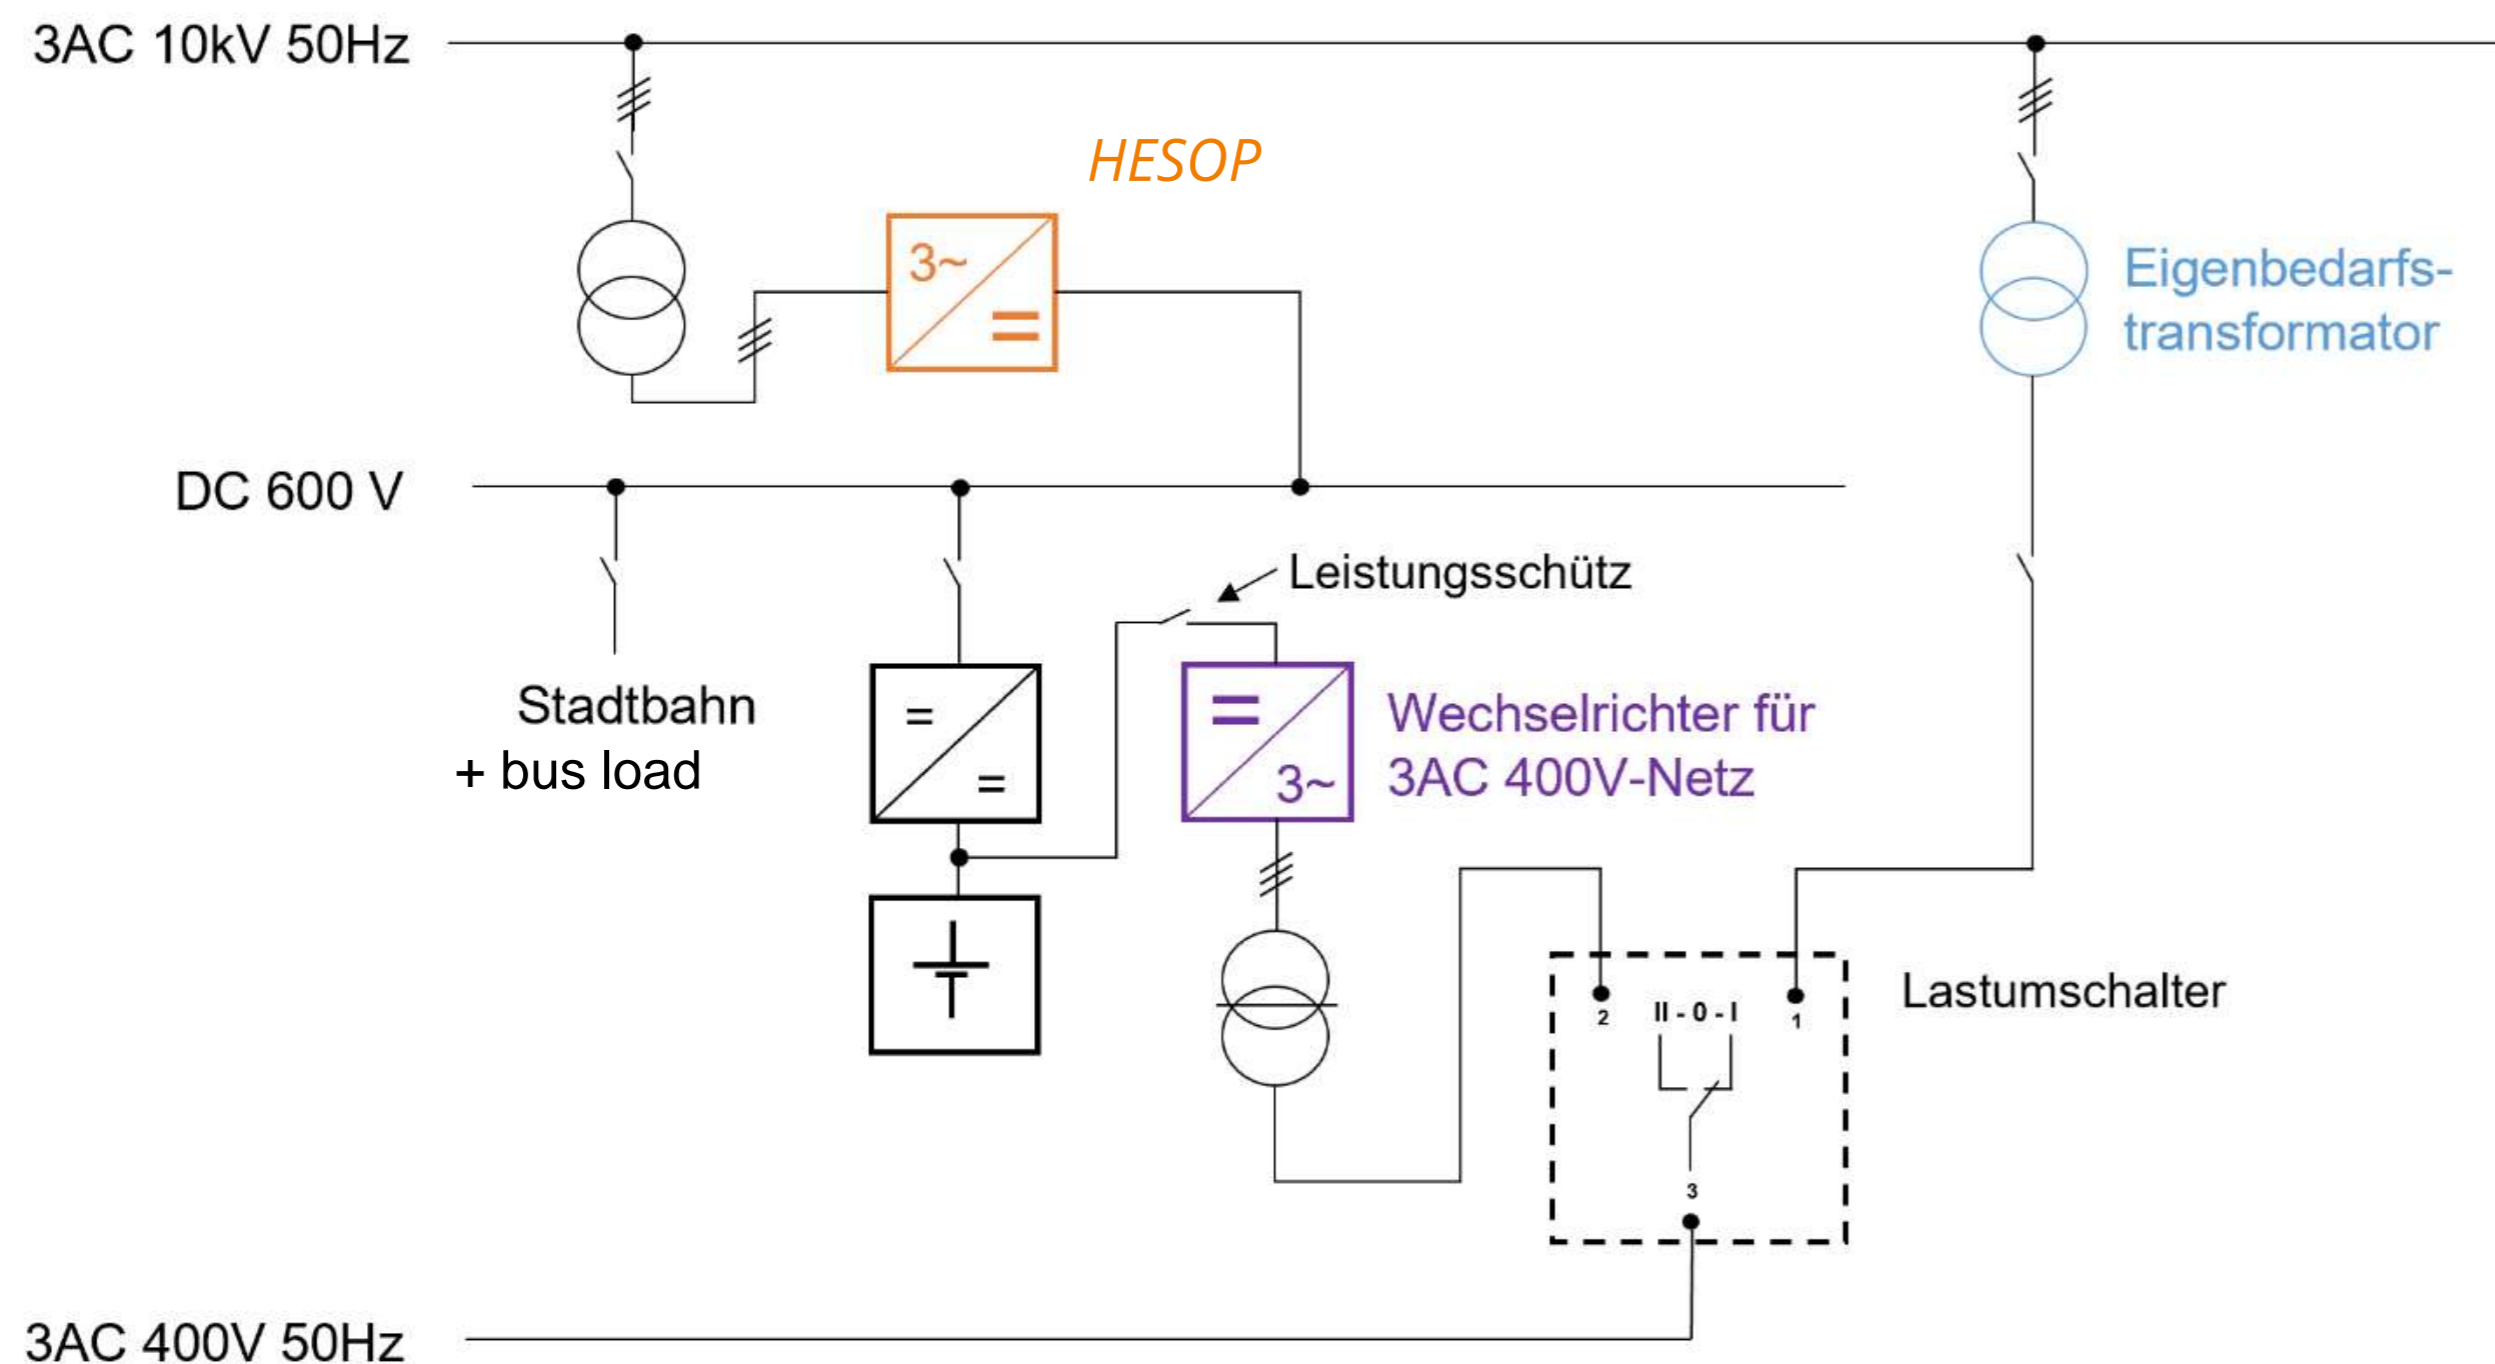 3AC 10kV 50Hz
HESOP
3~
=
Eigenbedarfs-
transformator
DC 600 V
Leistungsschütz
Stadtbahn
+ bus load
=
=
=
3~
Wechselrichter für
3AC 400V-Netz
Lastumschalter
2
II - 0 - I
1
3
3AC 400V 50Hz